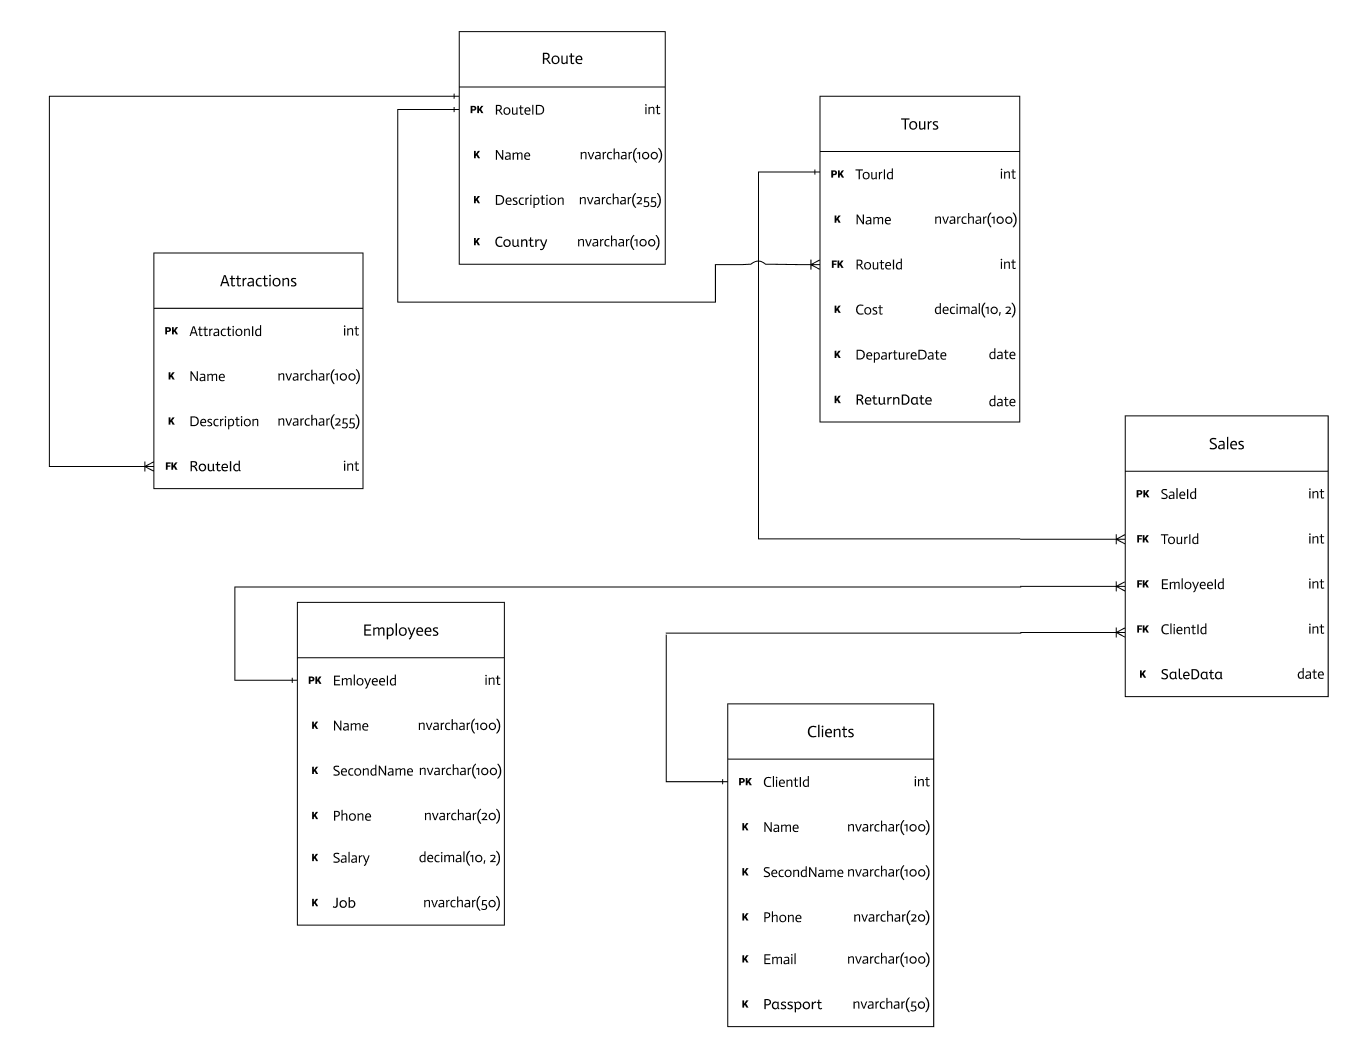 Route
PK RouteID int
K Name nvarchar(100)
K Description nvarchar(255)
K Country nvarchar(100)
Tours
PK TourId int
K Name nvarchar(100)
FK RouteId int
K Cost decimal(10, 2)
K DepartureDate date
K ReturnDate date
Attractions
PK AttractionId int
K Name nvarchar(100)
K Description nvarchar(255)
FK RouteId int
Sales
PK SaleId int
FK TourId int
FK EmloyeeId int
FK ClientId int
K SaleData date
Employees
PK EmloyeeId int
K Name nvarchar(100)
K SecondName nvarchar(100)
K Phone nvarchar(20)
K Salary decimal(10, 2)
K Job nvarchar(50)
Clients
PK ClientId int
K Name nvarchar(100)
K SecondName nvarchar(100)
K Phone nvarchar(20)
K Email nvarchar(100)
K Passport nvarchar(50)